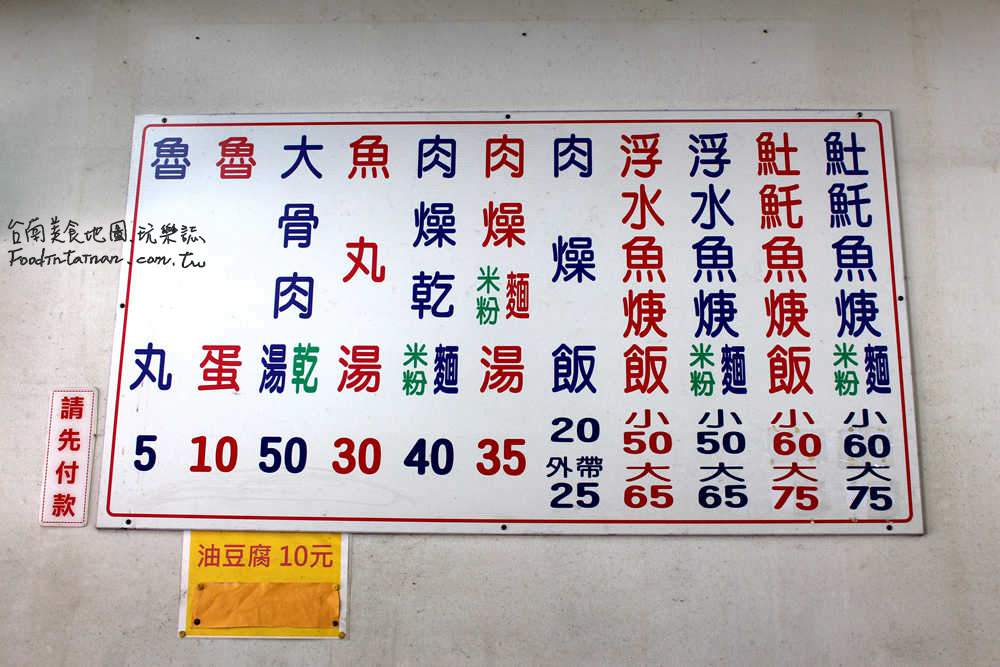 魠魠魚焿米粉麵 小60 大75
魠魠魚焿飯 小60 大75
浮水魚焿米粉麵 小50 大65
浮水魚焿飯 小50 大65
肉燥飯 20 外帶25
肉燥米粉麵湯 35
肉燥乾米粉麵 40
魚丸湯 30
大骨肉湯乾 50
魯蛋 10
魯丸 5
請先付款
油豆腐 10元
台南美食地圖.玩樂誌
Foodintainan.com.tw